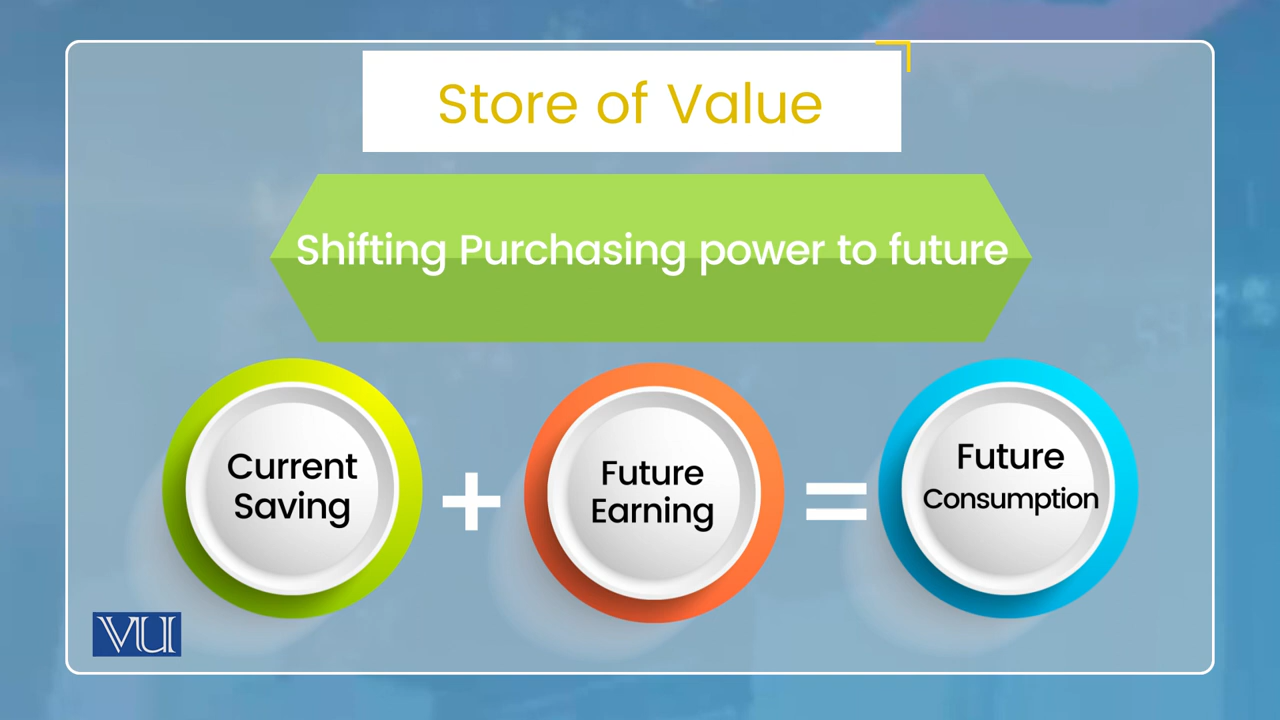 Store of Value
Shifting Purchasing power to future
Current
Saving
+
Future
Earning
=
Future
Consumption
VU